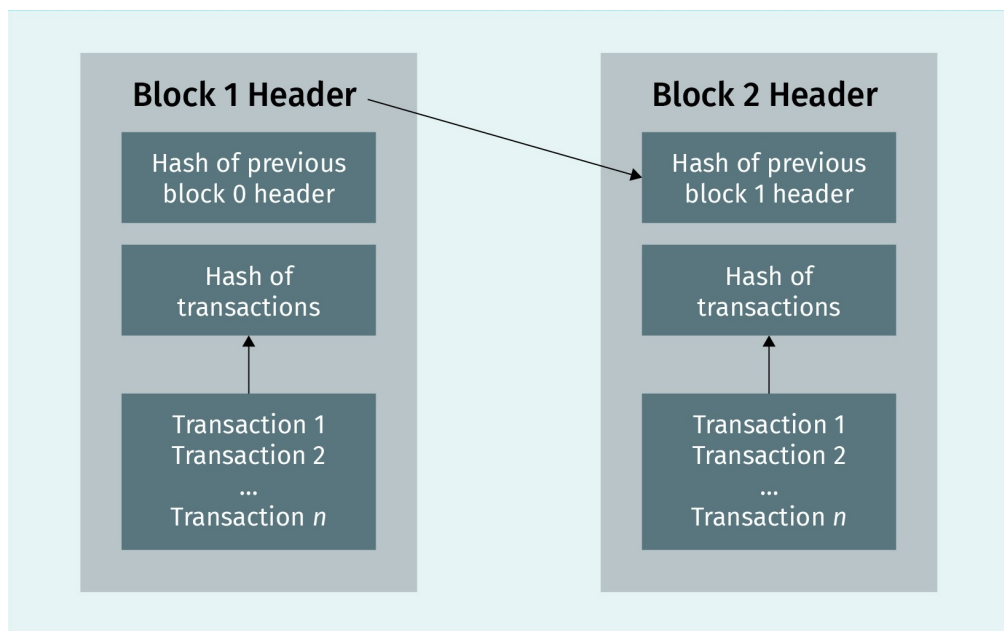 Block 1 Header
Hash of previous
block 0 header
Hash of
transactions
Transaction 1
Transaction 2
...
Transaction n
Block 2 Header
Hash of previous
block 1 header
Hash of
transactions
Transaction 1
Transaction 2
...
Transaction n